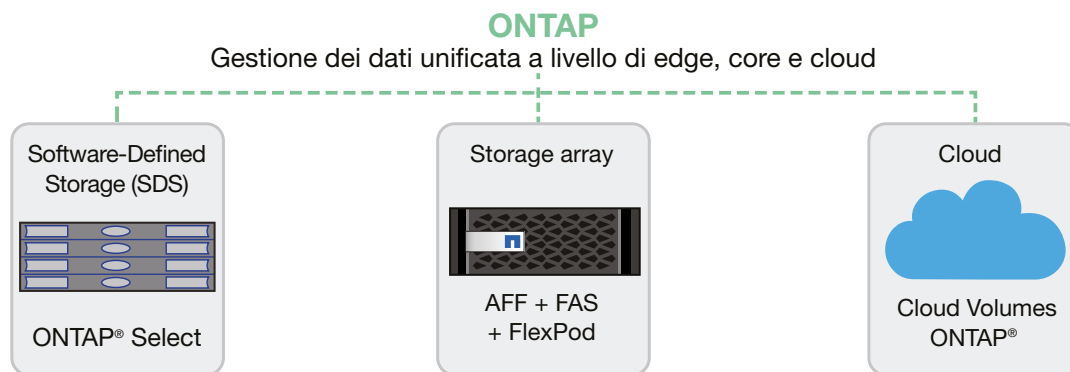 ONTAP
Gestione dei dati unificata a livello di edge, core e cloud
Software-Defined
Storage (SDS)
ONTAP® Select
Storage array
AFF + FAS
+ FlexPod
Cloud
Cloud Volumes
ONTAP®